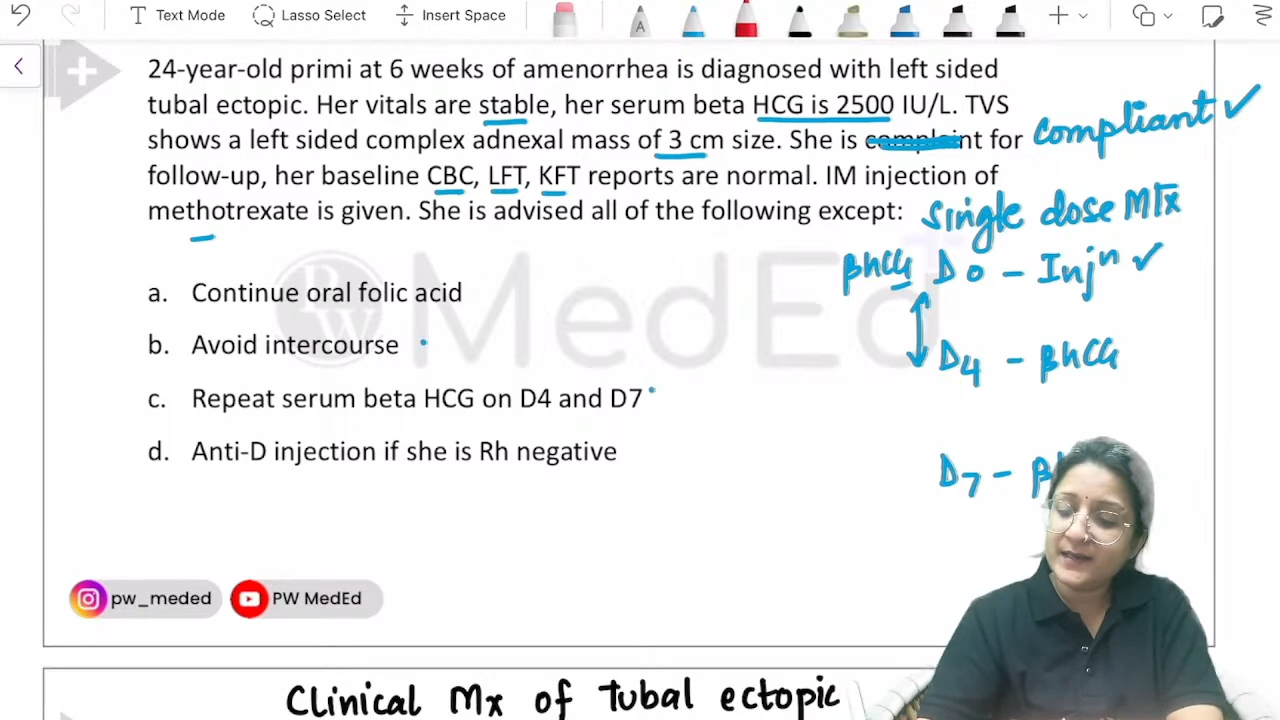 Text Mode
Lasso Select
Insert Space
24-year-old primi at 6 weeks of amenorrhea is diagnosed with left sided
tubal ectopic. Her vitals are stable, her serum beta HCG is 2500 IU/L. TVS
shows a left sided complex adnexal mass of 3 cm size. She is complaint for
follow-up, her baseline CBC, LFT, KFT reports are normal. IM injection of
methotrexate is given. She is advised all of the following except:
compliant ✓
Single dose MTx
βhCG D0 - Injⁿ ✓
D4 - βhCG
D7 - β
a. Continue oral folic acid
b. Avoid intercourse
c. Repeat serum beta HCG on D4 and D7
d. Anti-D injection if she is Rh negative
PW MedEd
pw_meded
PW MedEd
Clinical Mx of Tubal ectopic